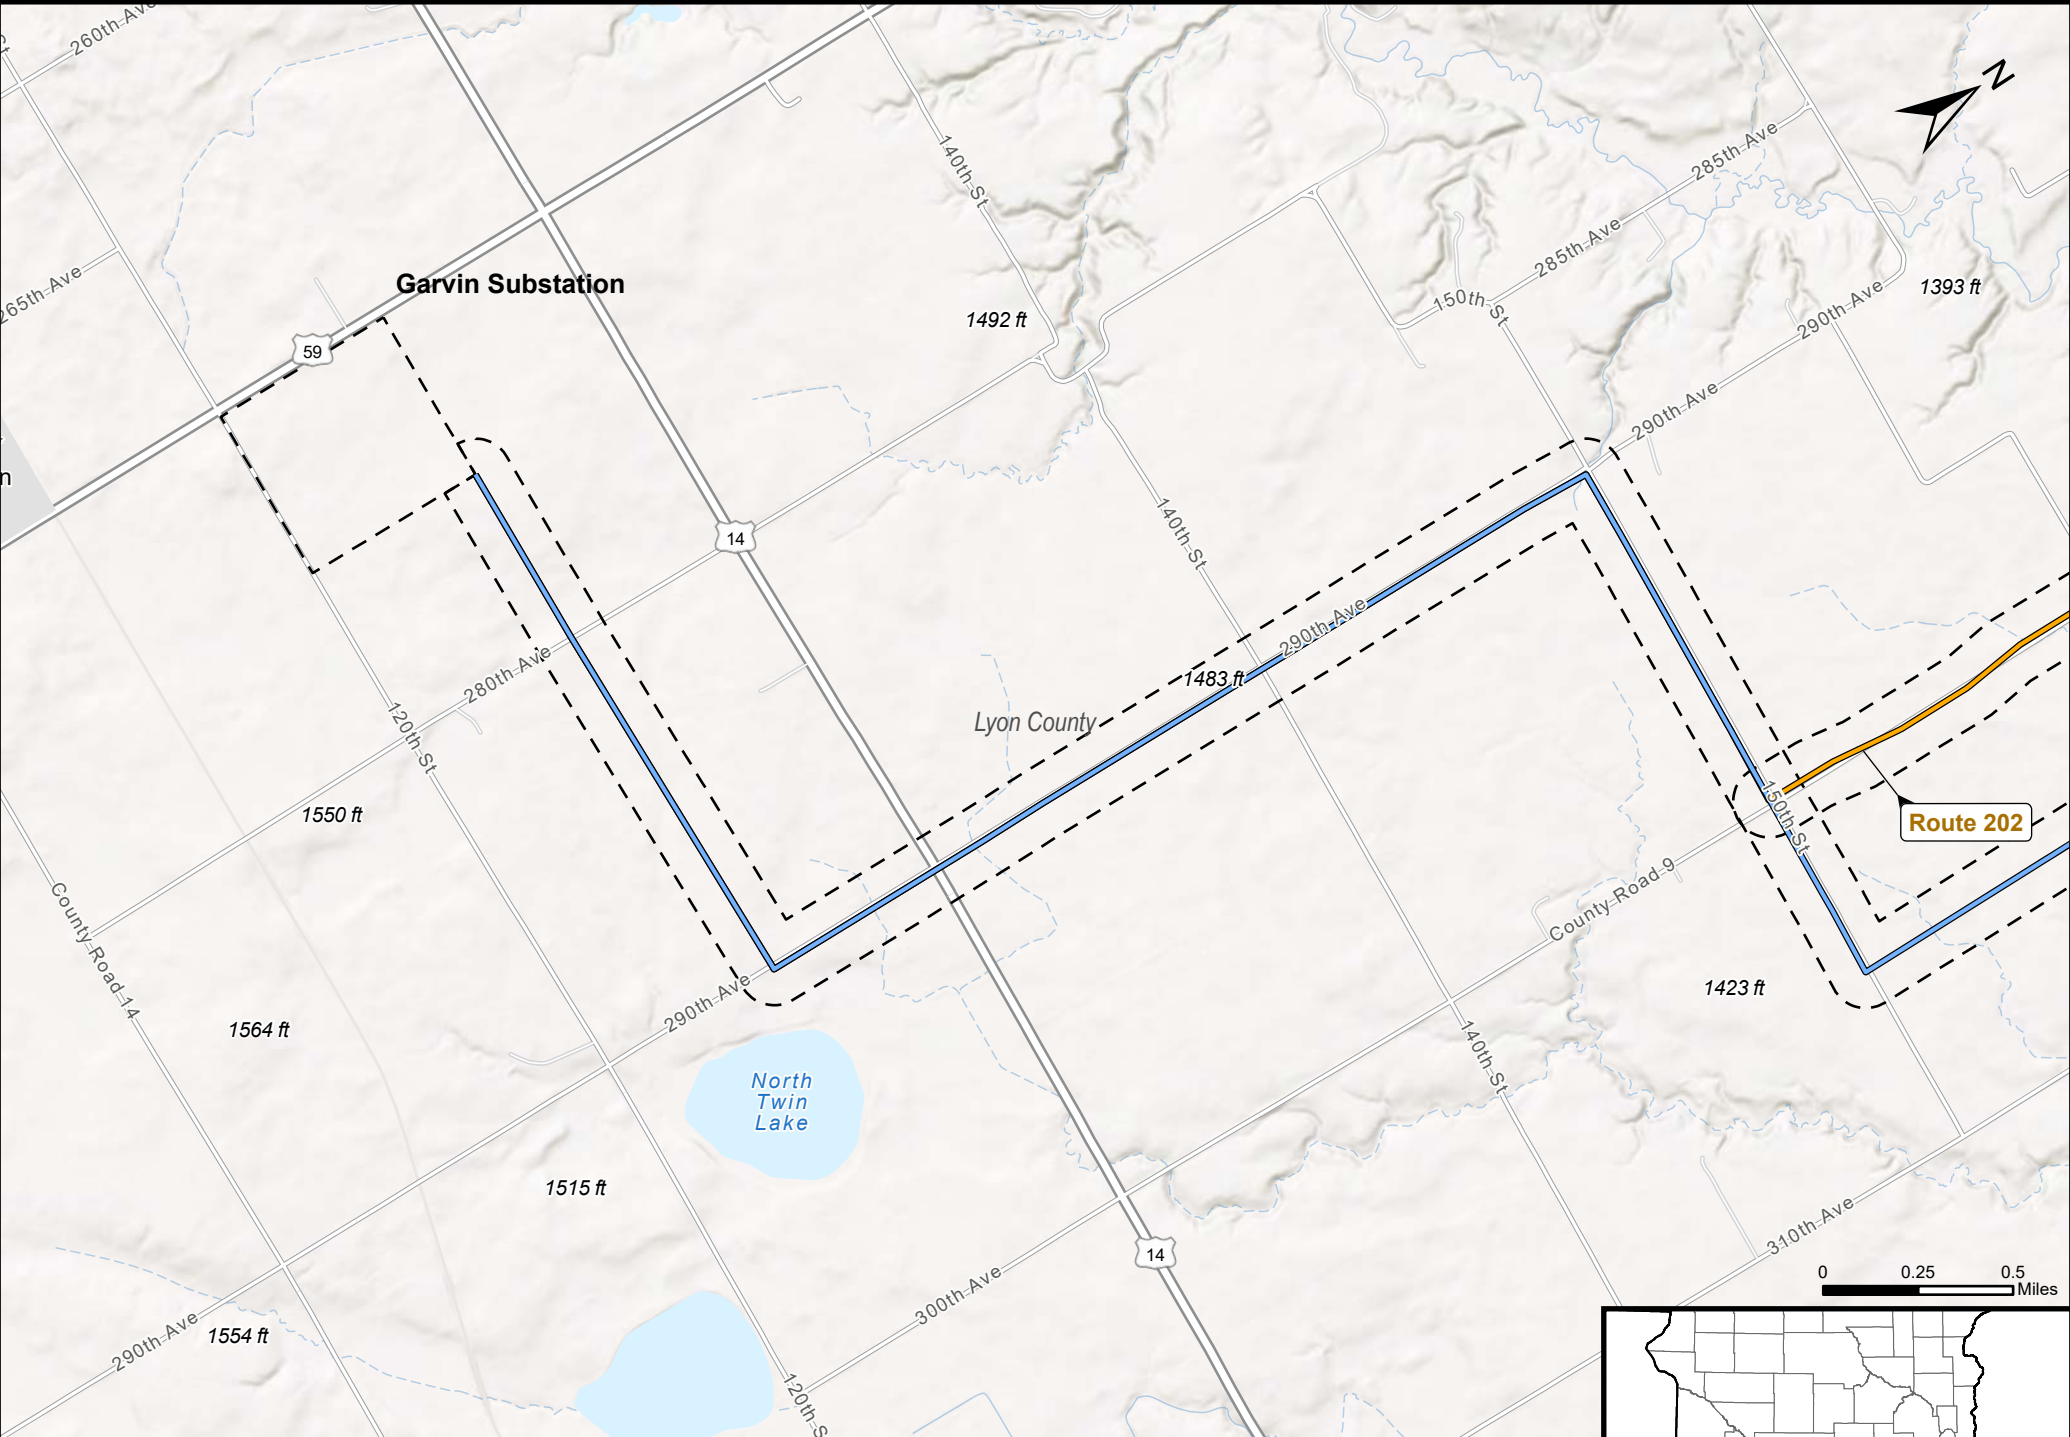 260th Ave
N
285th Ave
140th St
285th Ave
265th Ave
Garvin Substation
1393 ft
150th St
290th Ave
1492 ft
59
290th Ave
n
14
140th St
290th Ave
280th Ave
1483 ft
Lyon County
120th St
150th St
1550 ft
Route 202
County Road 9
County Road 14
1423 ft
290th Ave
1564 ft
140th St
North
Twin
Lake
1515 ft
310th Ave
14
0 0.25 0.5
Miles
300th Ave
290th Ave
1554 ft
120th S